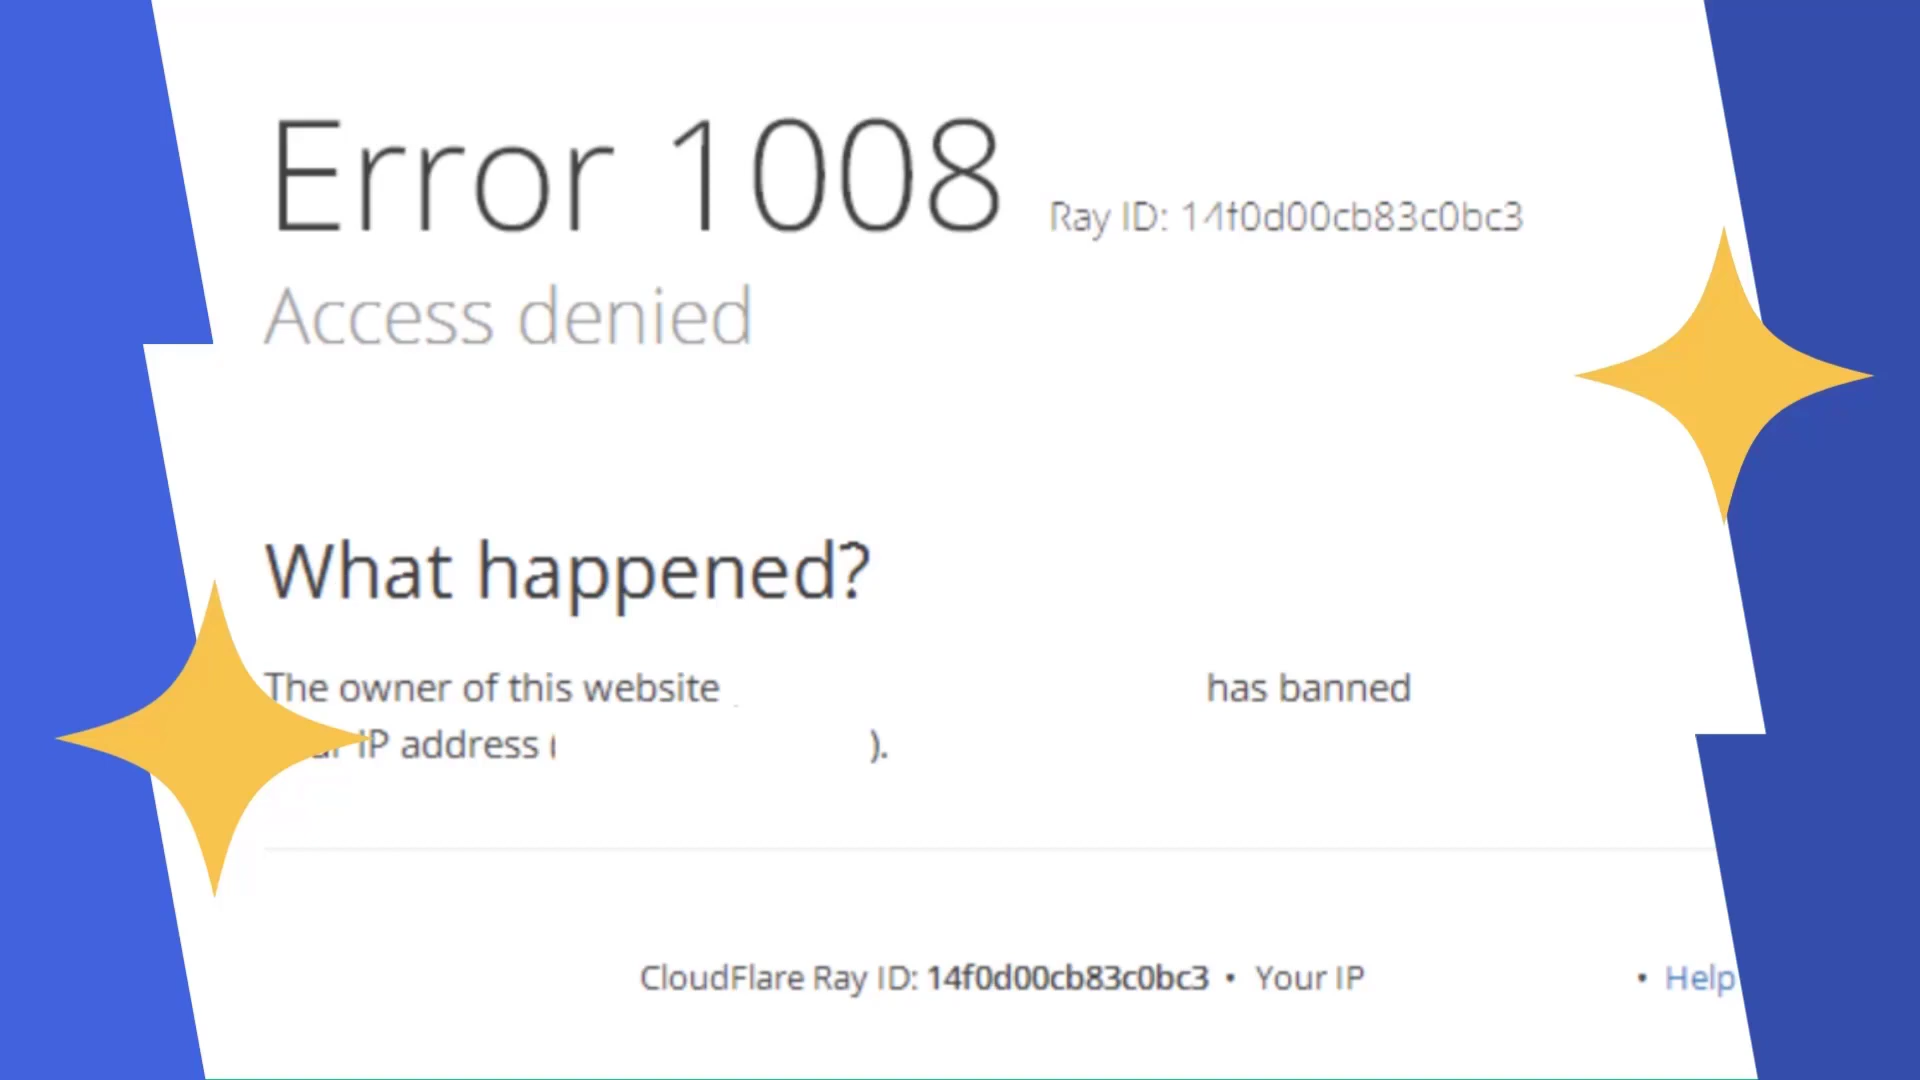 Error 1008 Ray ID: 14f0d00cb83c0bc3
Access denied
What happened?
The owner of this website has banned
IP address ( ).
CloudFlare Ray ID: 14f0d00cb83c0bc3 • Your IP • Help